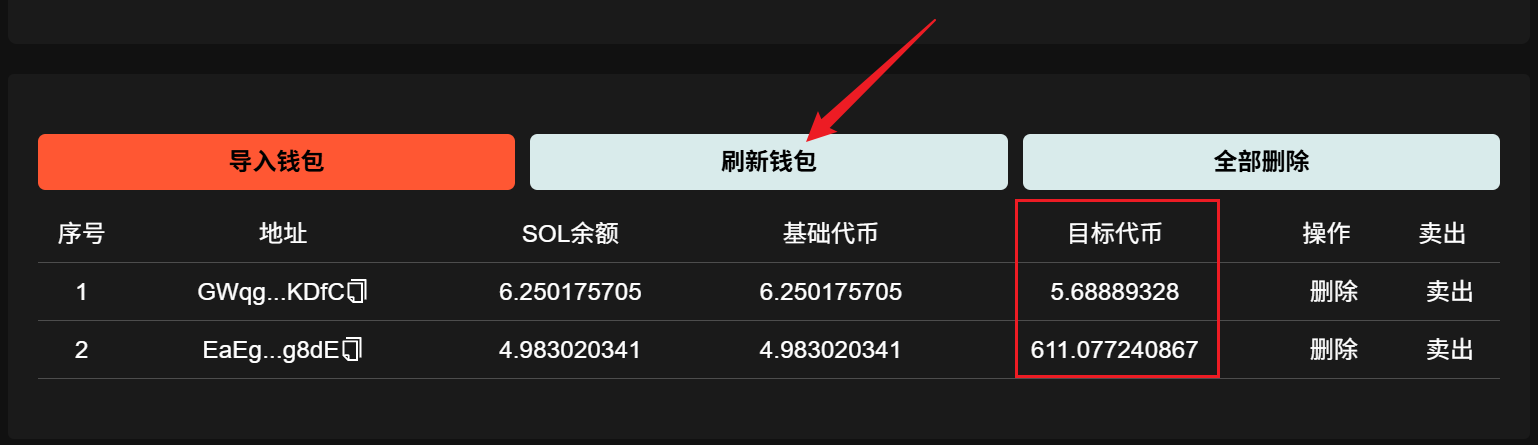 导入钱包 刷新钱包 全部删除
序号 地址 SOL余额 基础代币 目标代币 操作 卖出
1 GWqg...KDfC 6.250175705 6.250175705 5.68889328 删除 卖出
2 EaEg...g8dE 4.983020341 4.983020341 611.077240867 删除 卖出